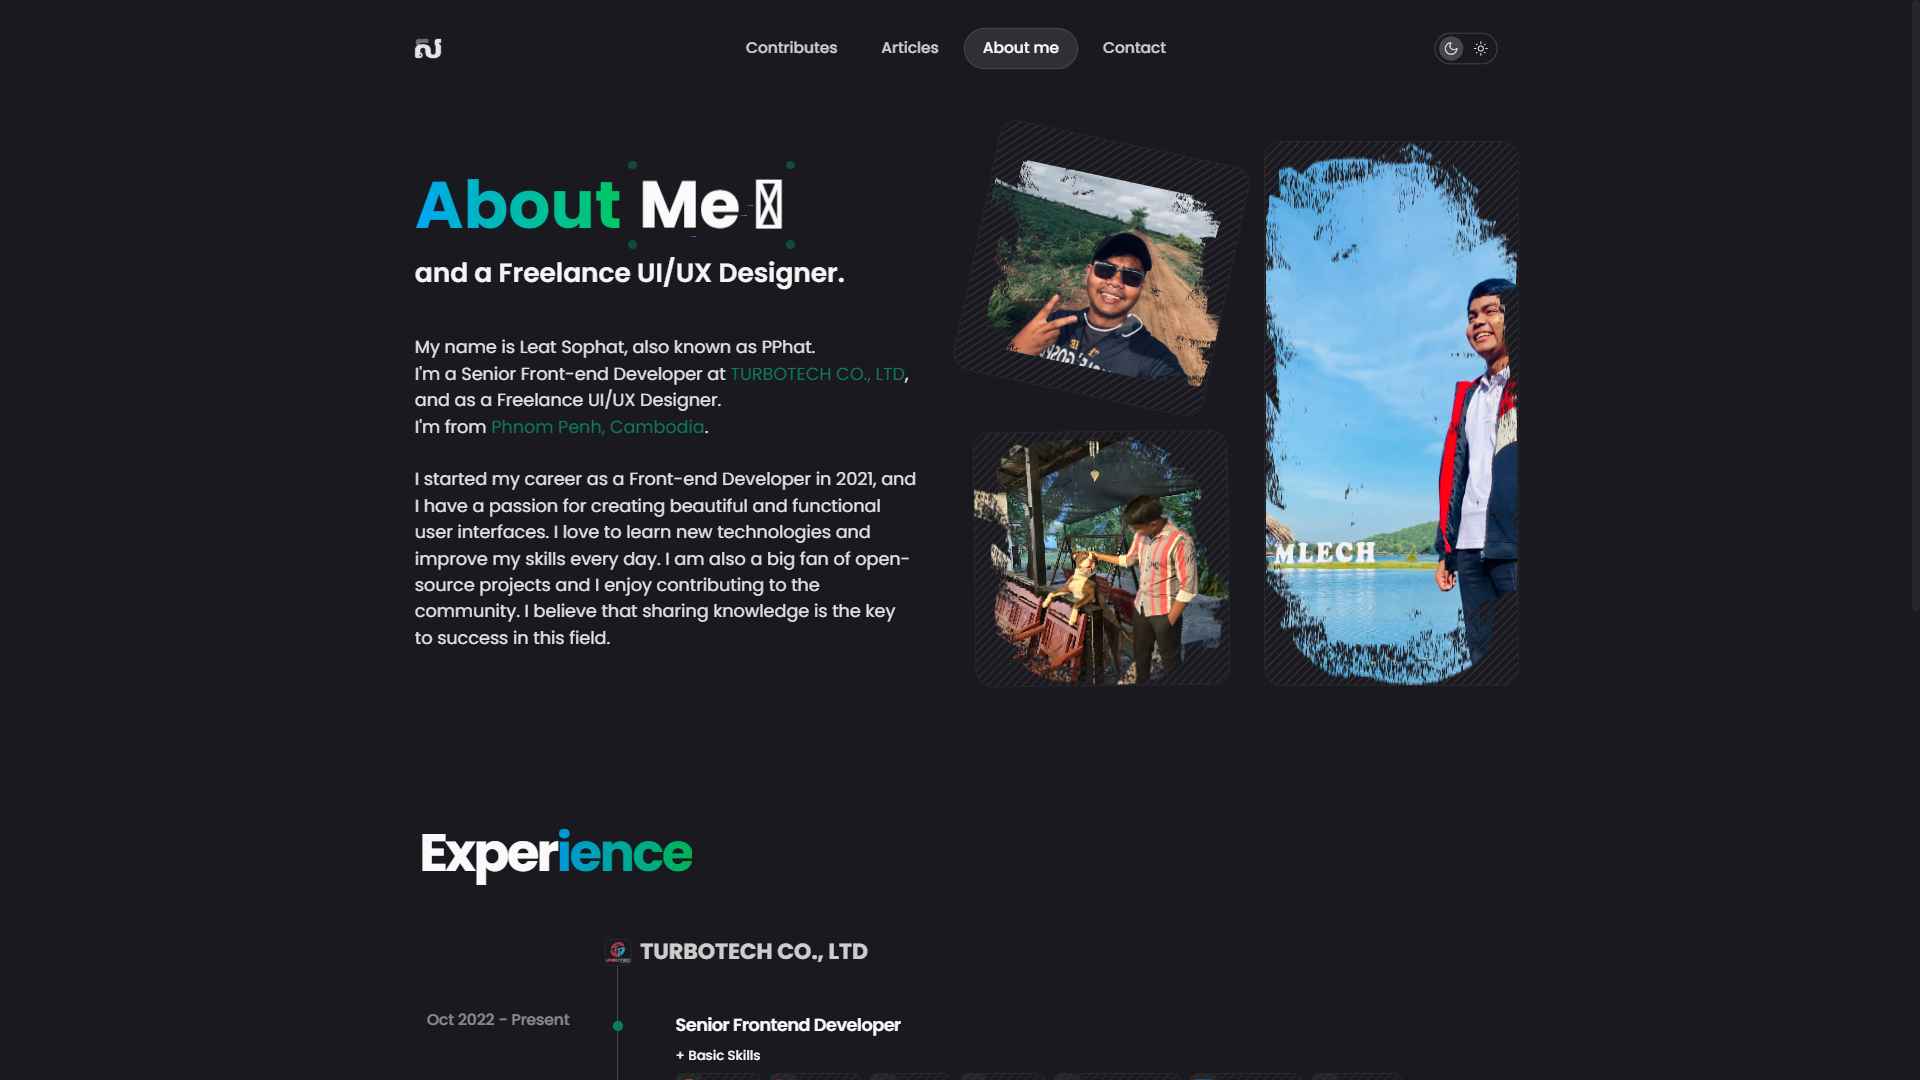 Contributes
Articles
About me
Contact
About Me
and a Freelance UI/UX Designer.
My name is Leat Sophat, also known as PPhat.
I'm a Senior Front-end Developer at TURBOTECH CO., LTD,
and as a Freelance UI/UX Designer.
I'm from Phnom Penh, Cambodia.
I started my career as a Front-end Developer in 2021, and
I have a passion for creating beautiful and functional
user interfaces. I love to learn new technologies and
improve my skills every day. I am also a big fan of open-
source projects and I enjoy contributing to the
community. I believe that sharing knowledge is the key
to success in this field.
MLECH
Experience
TURBOTECH CO., LTD
Oct 2022 - Present
Senior Frontend Developer
+ Basic Skills